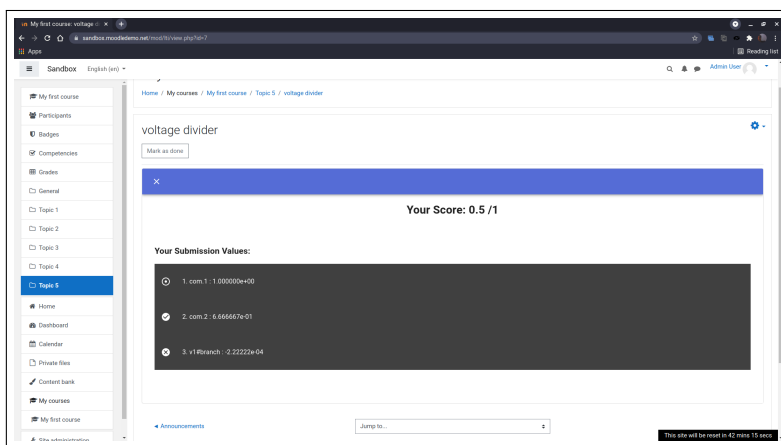 My first course: voltage di
sandbox.moodledemo.net/mod/lti/view.php?id=7
Apps
Reading list
Sandbox English (en)
Admin User
My first course
Participants
Badges
Competencies
Grades
General
Topic 1
Topic 2
Topic 3
Topic 4
Topic 5
Home
Dashboard
Calendar
Private files
Content bank
My courses
My first course
Site administration
Home / My courses / My first course / Topic 5 / voltage divider
voltage divider
Mark as done
Your Score: 0.5 /1
Your Submission Values:
1. com.1 : 1.000000e+00
2. com.2 : 6.666667e-01
3. v1#branch : -2.22222e-04
◄ Announcements
Jump to...
This site will be reset in 42 mins 15 secs